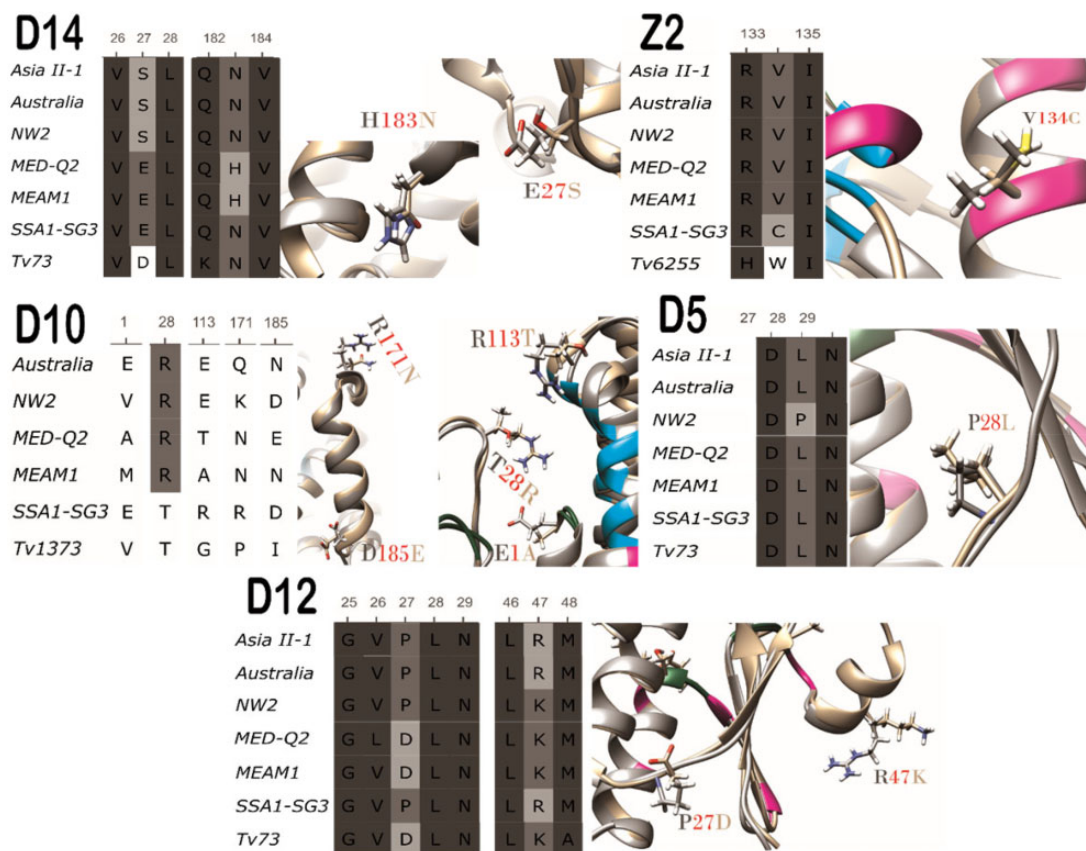 D14
26 27 28 182 184
Asia II-1 V S L Q N V
Australia V S L Q N V
NW2 V S L Q N V
MED-Q2 V E L Q H V
MEAM1 V E L Q H V
SSA1-SG3 V E L Q N V
Tv73 V D L K N V
H183N
E27S
Z2
133 135
Asia II-1 R V I
Australia R V I
NW2 R V I
MED-Q2 R V I
MEAM1 R V I
SSA1-SG3 R C I
Tv6255 H W I
V134C
D10
1 28 113 171 185
Australia E R E Q N
NW2 V R E K D
MED-Q2 A R T N E
MEAM1 M R A N N
SSA1-SG3 E T R R D
Tv1373 V T G P I
R171N
D185E
R113T
T28R
E1A
D5
27 28 29
Asia II-1 D L N
Australia D L N
NW2 D P N
MED-Q2 D L N
MEAM1 D L N
SSA1-SG3 D L N
Tv73 D L N
P28L
D12
25 26 27 28 29 46 47 48
Asia II-1 G V P L N L R M
Australia G V P L N L R M
NW2 G V P L N L K M
MED-Q2 G L D L N L K M
MEAM1 G V D L N L K M
SSA1-SG3 G V P L N L R M
Tv73 G V D L N L K A
P27D
R47K